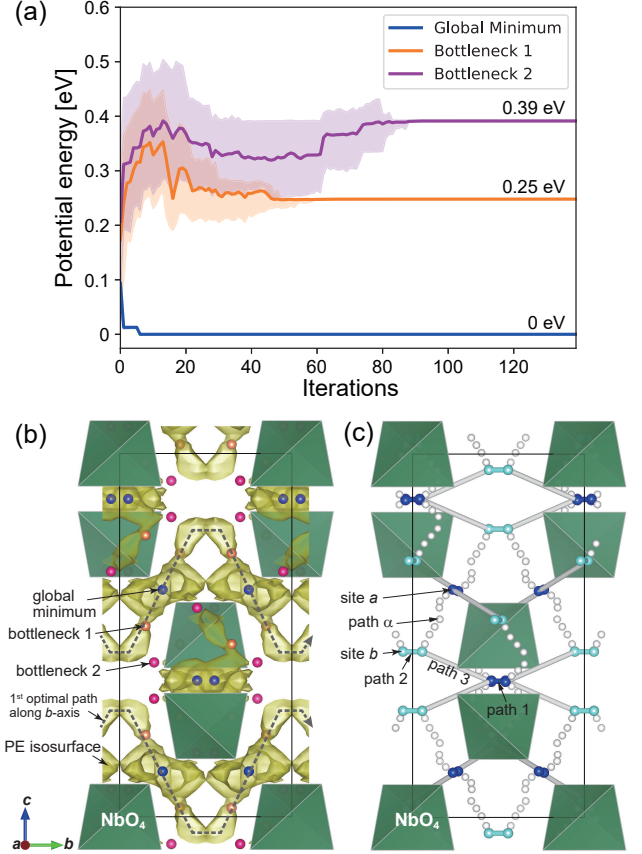 (a)
0.6
0.5
0.4
0.3
0.2
0.1
0
Potential energy [eV]
Global Minimum
Bottleneck 1
Bottleneck 2
0.39 eV
0.25 eV
0 eV
0 20 40 60 80 100 120
Iterations
(b)
global
minimum
bottleneck 1
bottleneck 2
1st optimal path
along b-axis
PE isosurface
NbO4
c
a
b
(c)
site a
path α
site b
path 2
path 3
path 1
NbO4